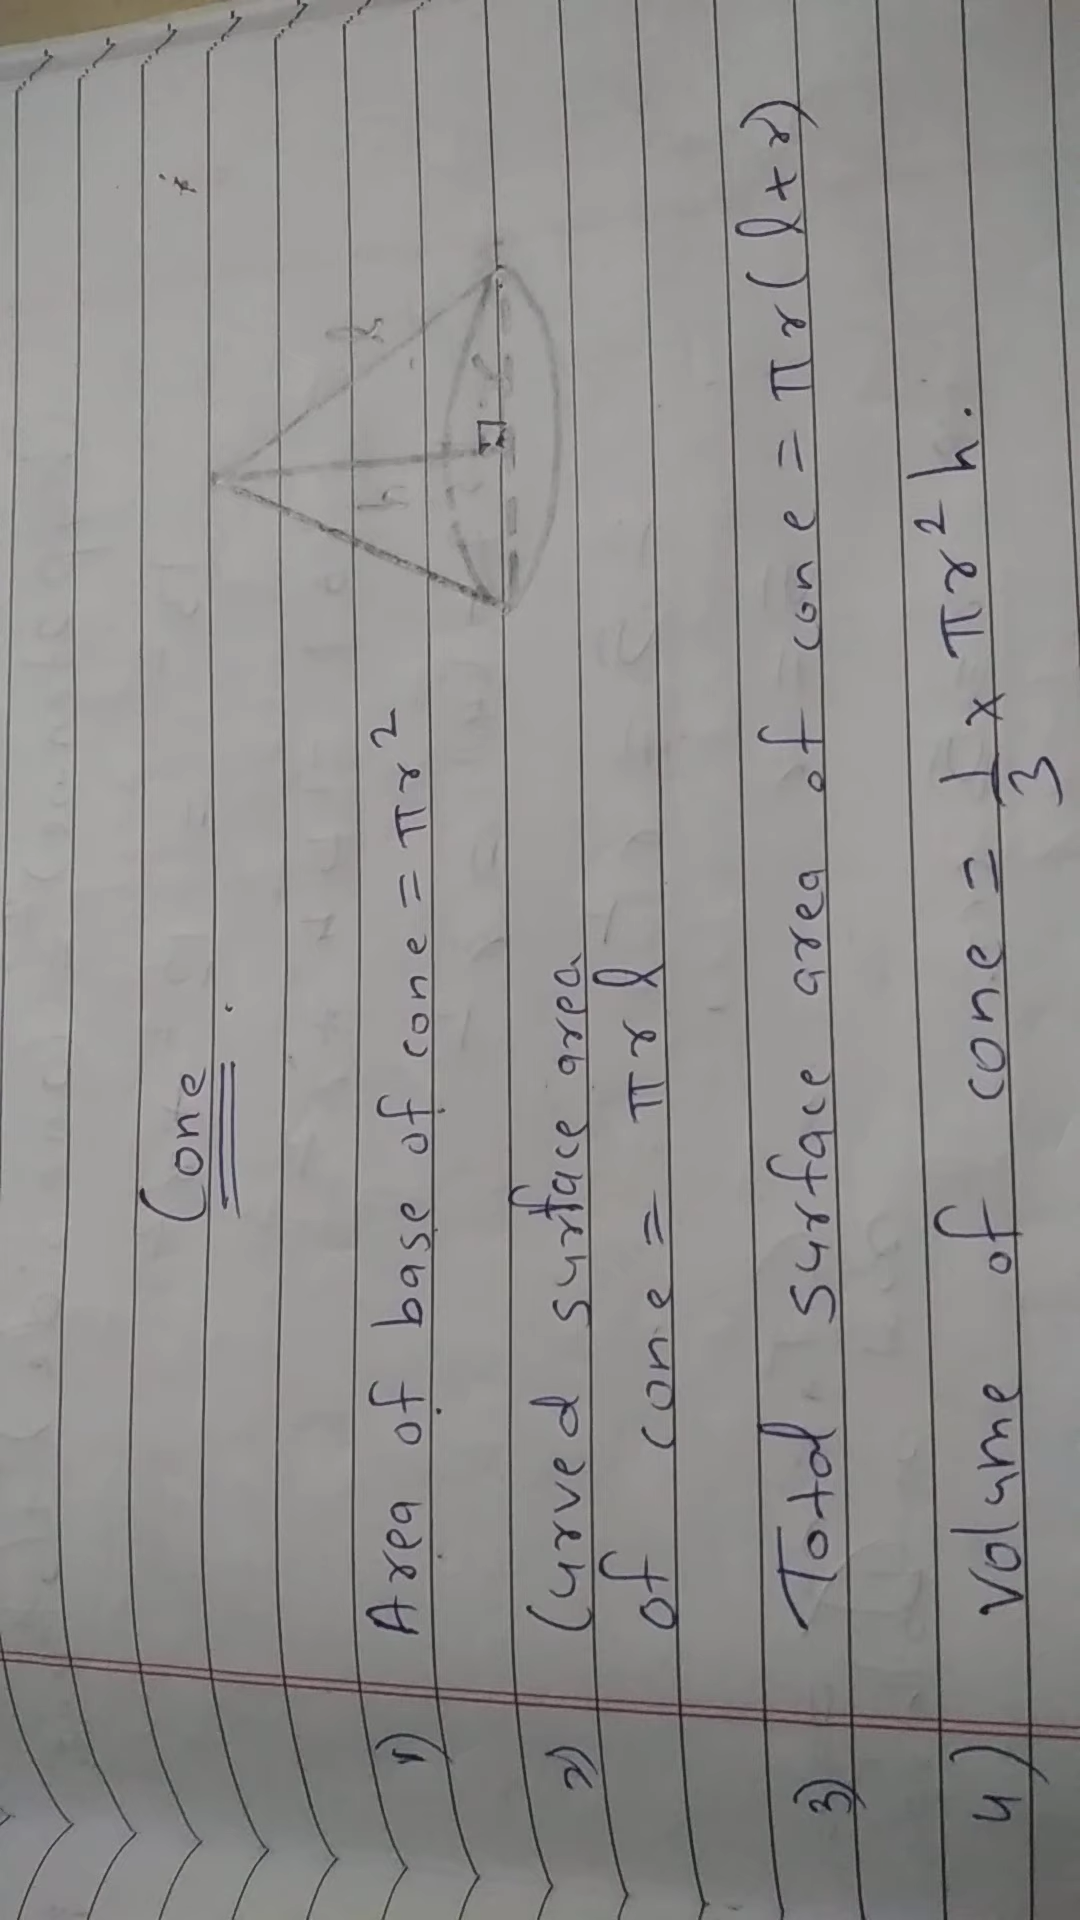 Cone
h
l
r
1) Area of base of cone = πr²
2) Curved surface area
of cone = πrl
3) Total surface area of cone = πr(l+r)
4) Volume of cone = 1/3 × πr²h.